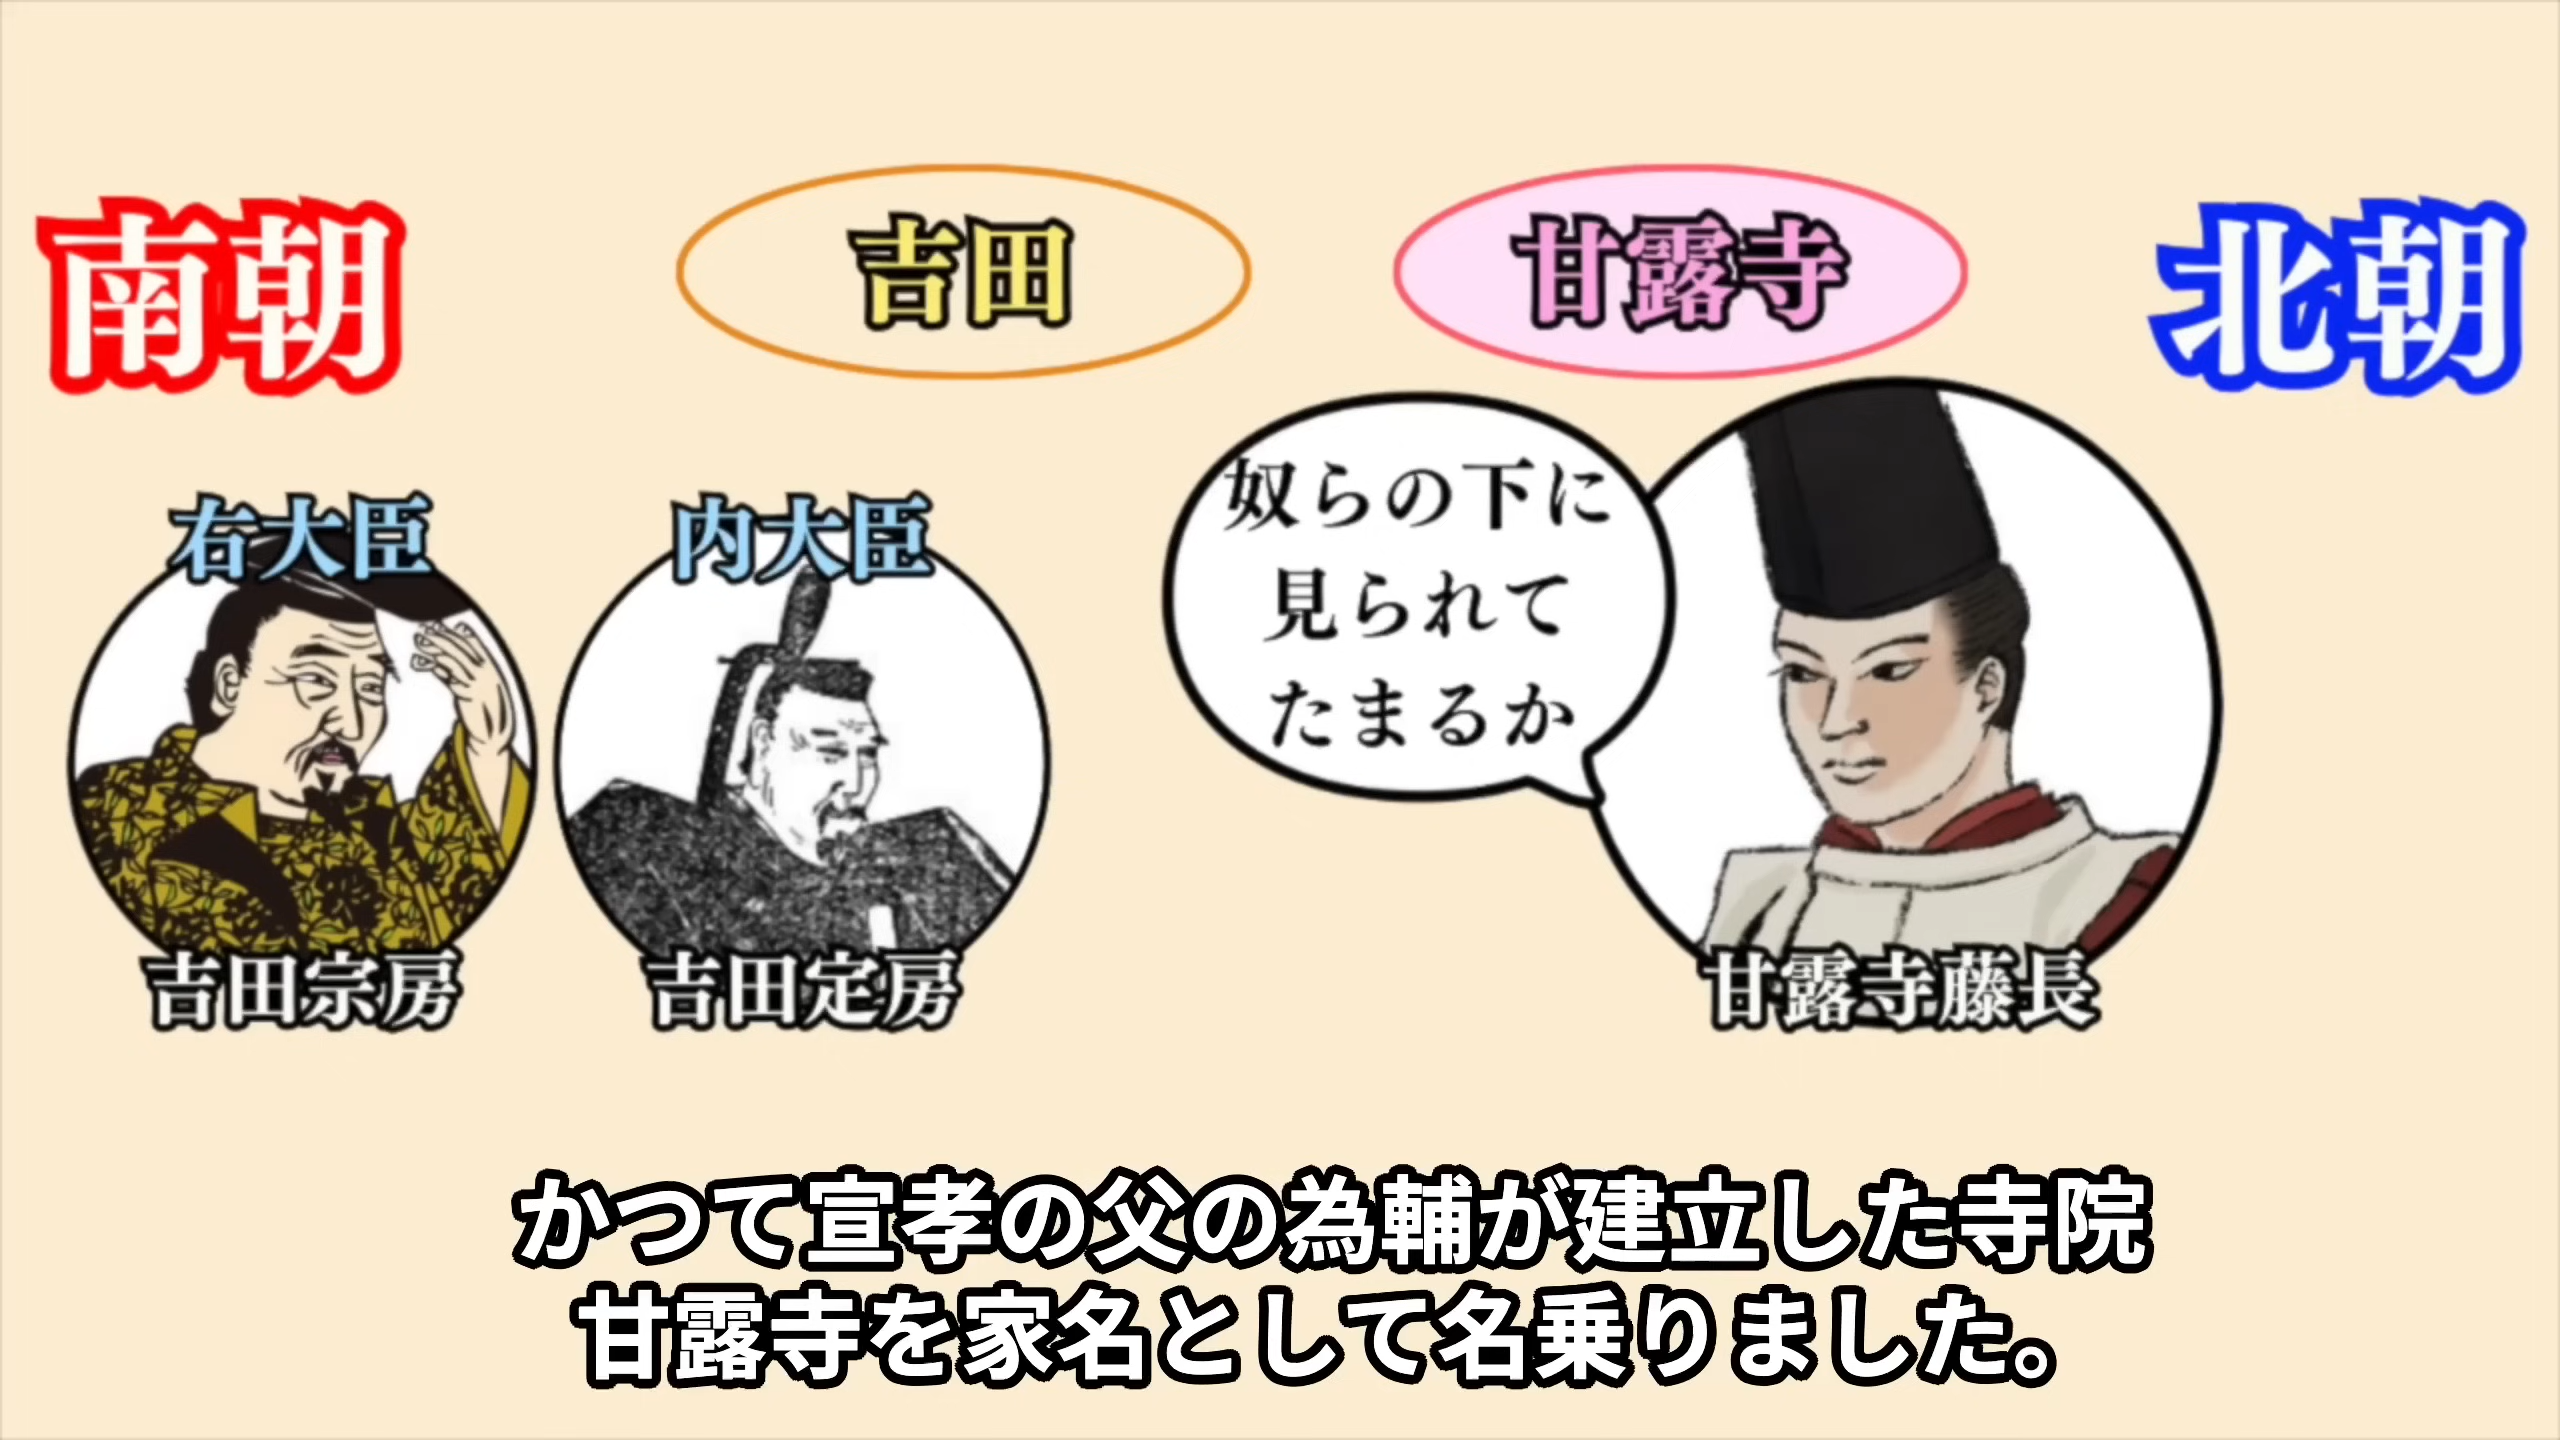 南朝
吉田
甘露寺
北朝
右大臣
内大臣
奴らの下に
見られて
たまるか
吉田宗房
吉田定房
甘露寺藤長
かつて宣孝の父の為輔が建立した寺院
甘露寺を家名として名乗りました。